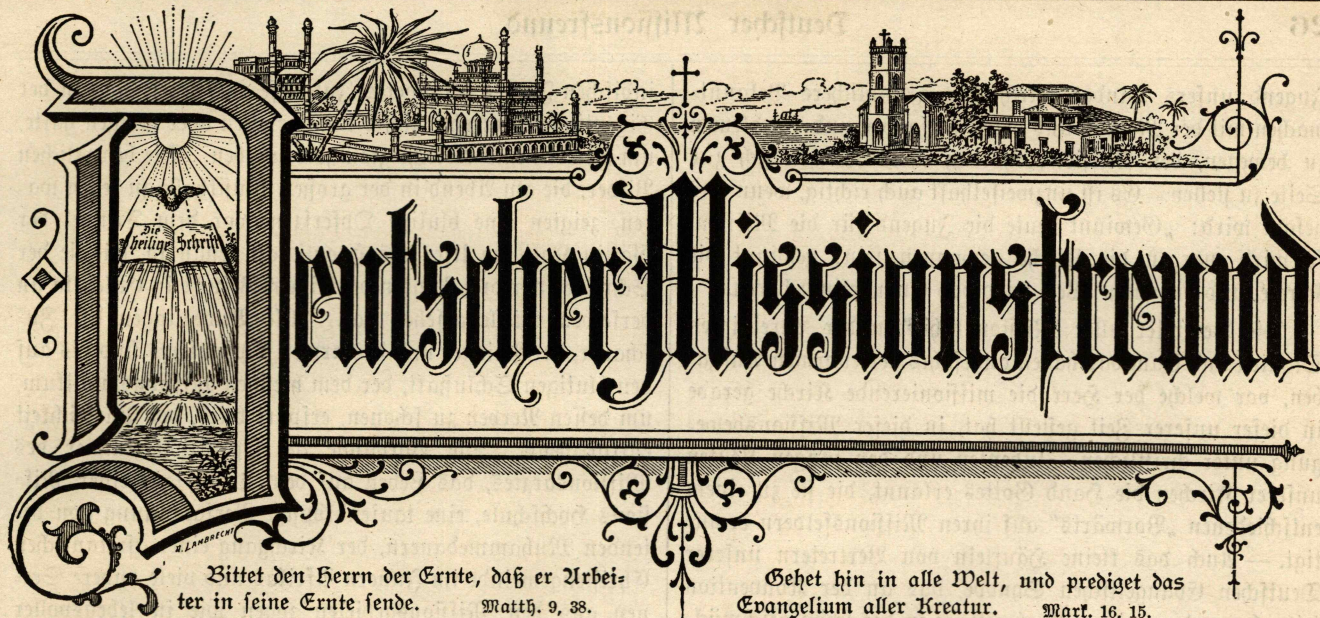 Deutscher Missionsfreund
Die heilige Schrift
A. LAMBRECHT
Bittet den Herrn der Ernte, daß er Arbei-
ter in seine Ernte sende. Matth. 9, 38.
Gehet hin in alle Welt, und prediget das
Evangelium aller Kreatur. Mark. 16, 15.